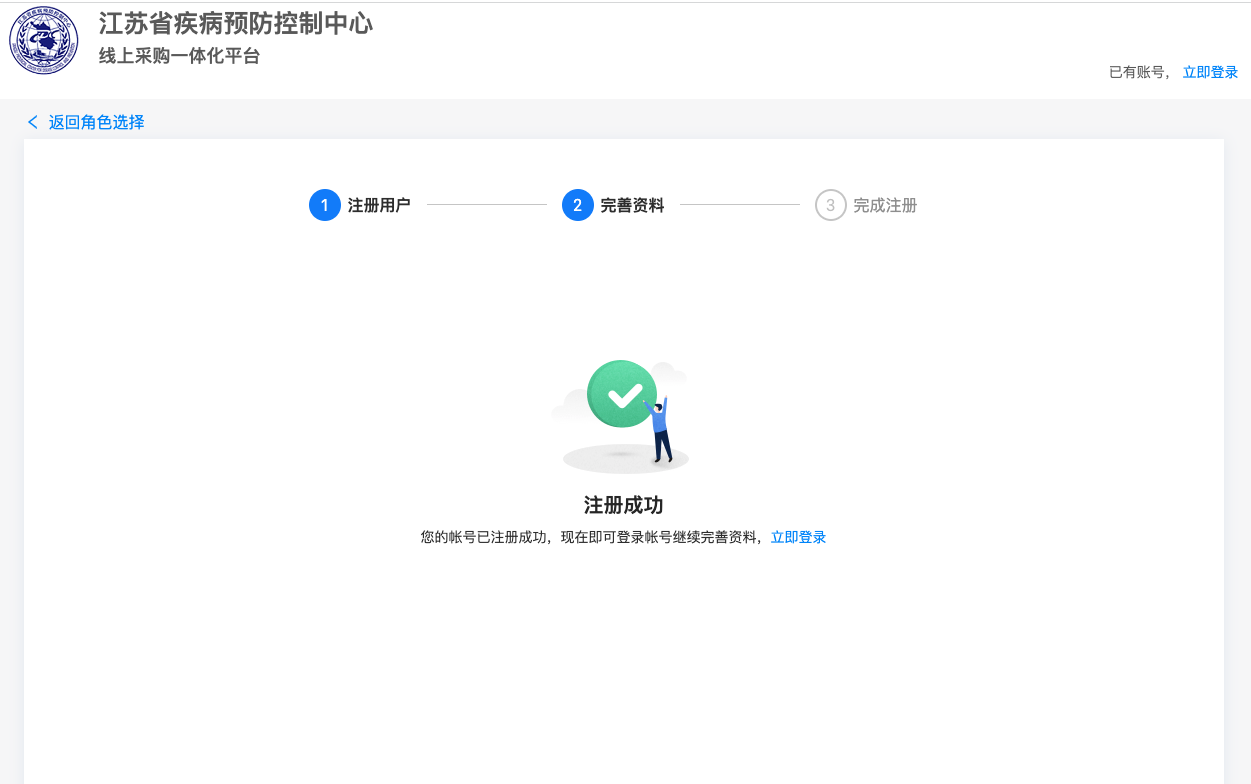 江苏省疾病预防控制中心
线上采购一体化平台
已有账号， 立即登录
返回角色选择
1 注册用户
2 完善资料
3 完成注册
注册成功
您的帐号已注册成功，现在即可登录帐号继续完善资料，立即登录